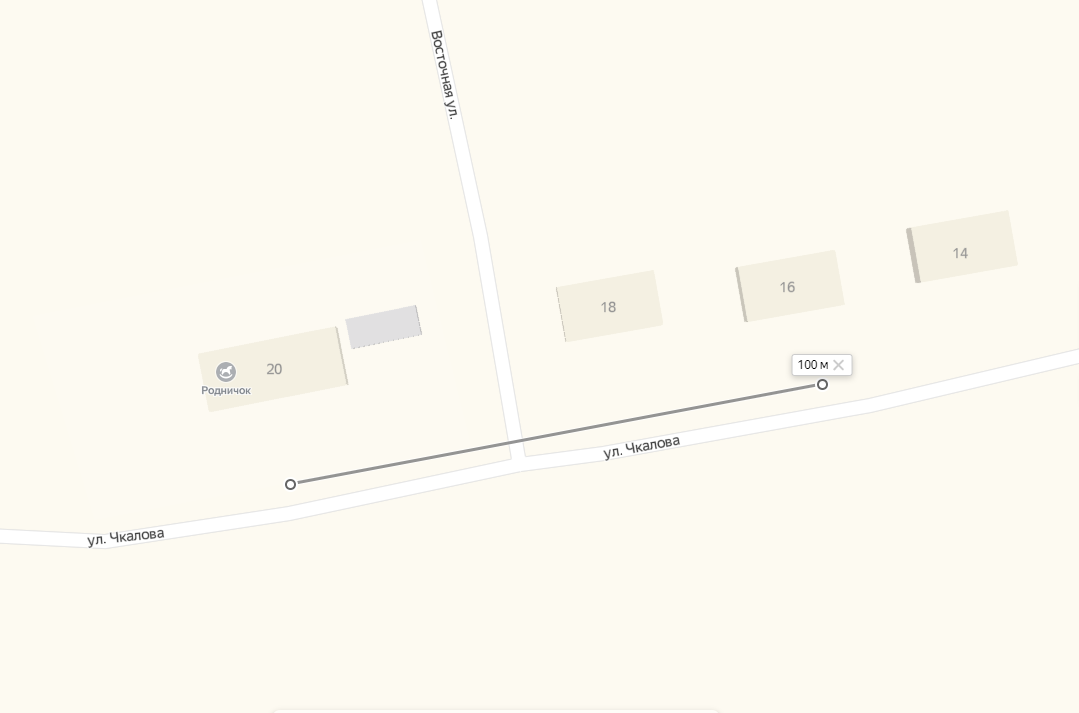 Восточная ул.
14
16
18
20
Родничок
100 м
ул. Чкалова
ул. Чкалова